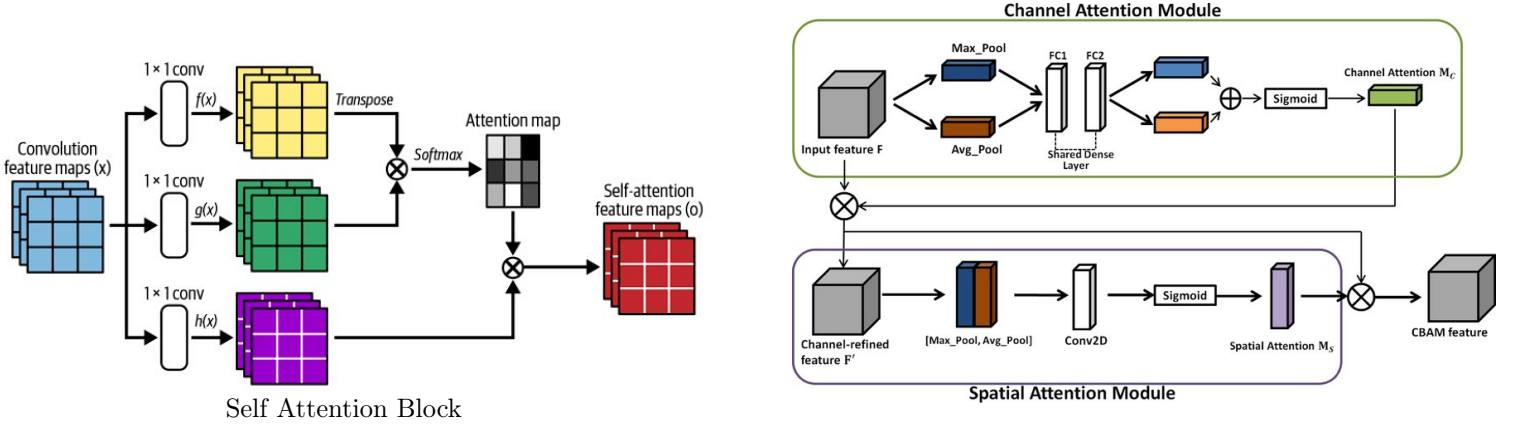 Convolution
feature maps (x)
1×1 conv
f(x)
Transpose
1×1 conv
g(x)
1×1 conv
h(x)
Softmax
Attention map
Self-attention
feature maps (o)
Self Attention Block
Channel Attention Module
Input feature F
Max_Pool
Avg_Pool
FC1
FC2
Shared Dense
Layer
Sigmoid
Channel Attention M_C
Channel-refined
feature F′
[Max_Pool, Avg_Pool]
Conv2D
Sigmoid
Spatial Attention M_S
CBAM feature
Spatial Attention Module